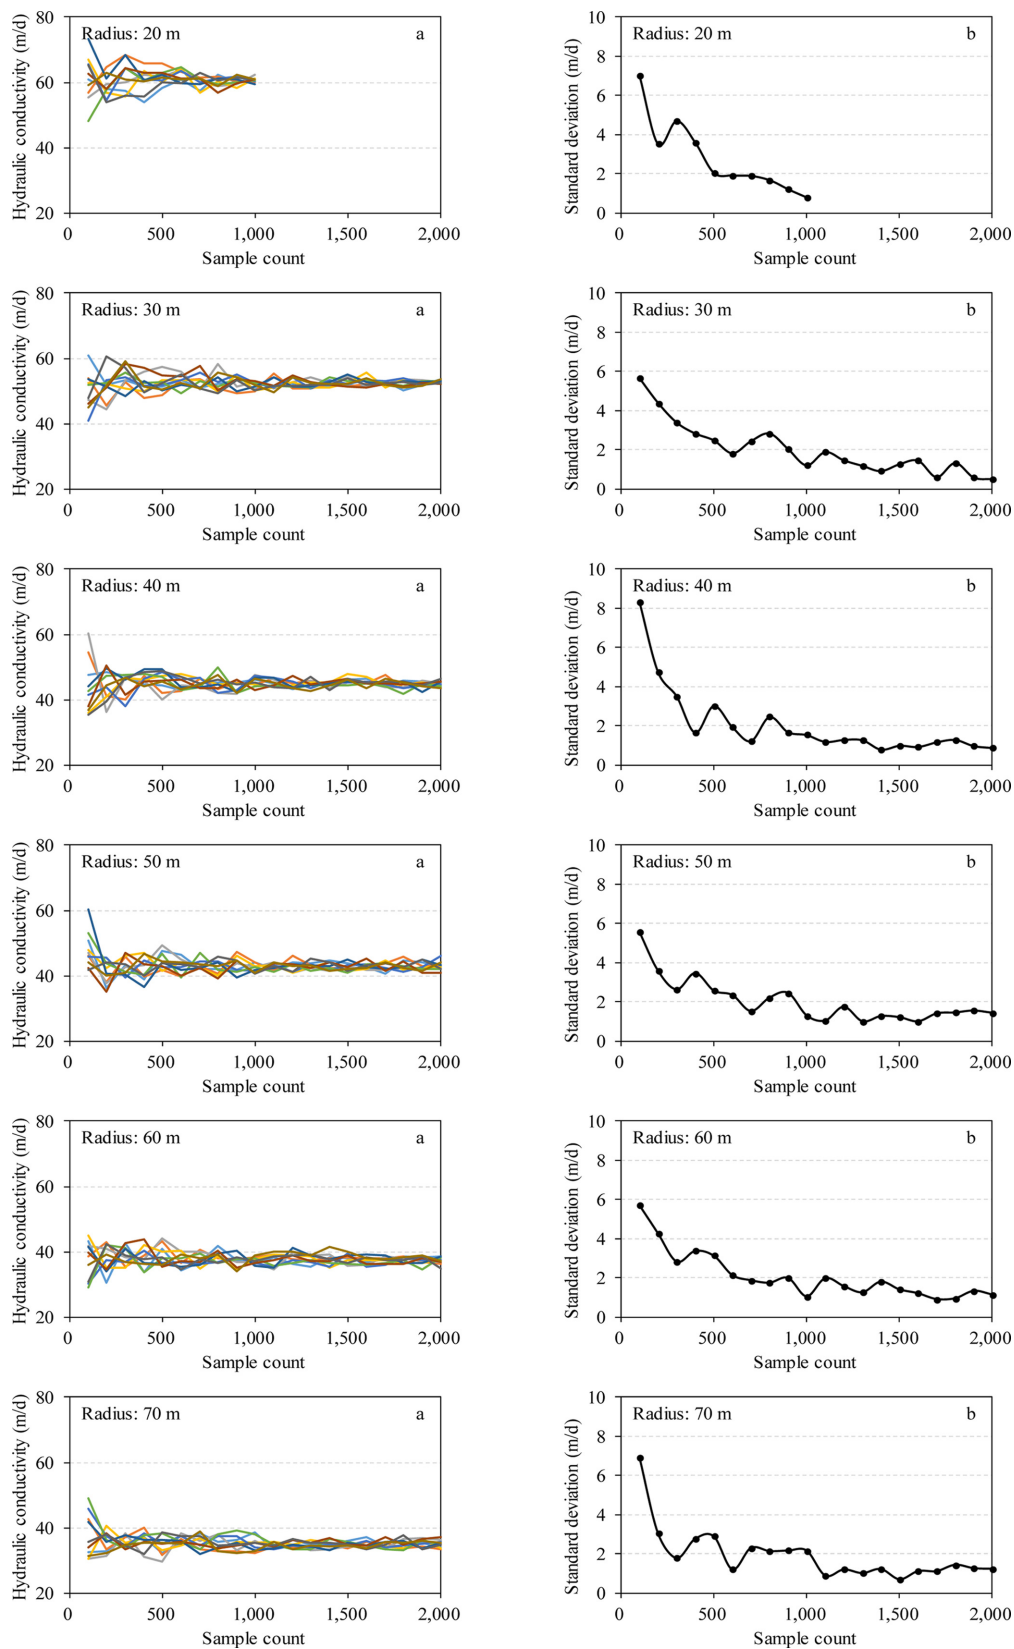 Hydraulic conductivity (m/d)
80
60
40
20
Radius: 20 m
a
0 500 1,000 1,500 2,000
Sample count
Standard deviation (m/d)
10
8
6
4
2
0
Radius: 20 m
b
0 500 1,000 1,500 2,000
Sample count
Hydraulic conductivity (m/d)
80
60
40
20
Radius: 30 m
a
0 500 1,000 1,500 2,000
Sample count
Standard deviation (m/d)
10
8
6
4
2
0
Radius: 30 m
b
0 500 1,000 1,500 2,000
Sample count
Hydraulic conductivity (m/d)
80
60
40
20
Radius: 40 m
a
0 500 1,000 1,500 2,000
Sample count
Standard deviation (m/d)
10
8
6
4
2
0
Radius: 40 m
b
0 500 1,000 1,500 2,000
Sample count
Hydraulic conductivity (m/d)
80
60
40
20
Radius: 50 m
a
0 500 1,000 1,500 2,000
Sample count
Standard deviation (m/d)
10
8
6
4
2
0
Radius: 50 m
b
0 500 1,000 1,500 2,000
Sample count
Hydraulic conductivity (m/d)
80
60
40
20
Radius: 60 m
a
0 500 1,000 1,500 2,000
Sample count
Standard deviation (m/d)
10
8
6
4
2
0
Radius: 60 m
b
0 500 1,000 1,500 2,000
Sample count
Hydraulic conductivity (m/d)
80
60
40
20
Radius: 70 m
a
0 500 1,000 1,500 2,000
Sample count
Standard deviation (m/d)
10
8
6
4
2
0
Radius: 70 m
b
0 500 1,000 1,500 2,000
Sample count